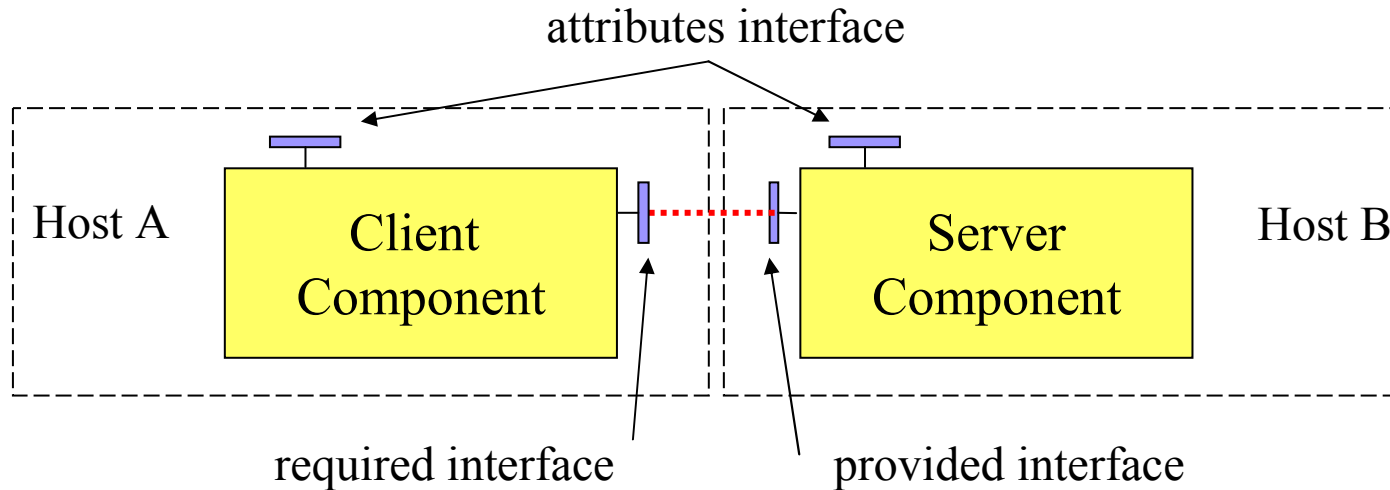 attributes interface
Host A
Client
Component
Server
Component
Host B
required interface
provided interface